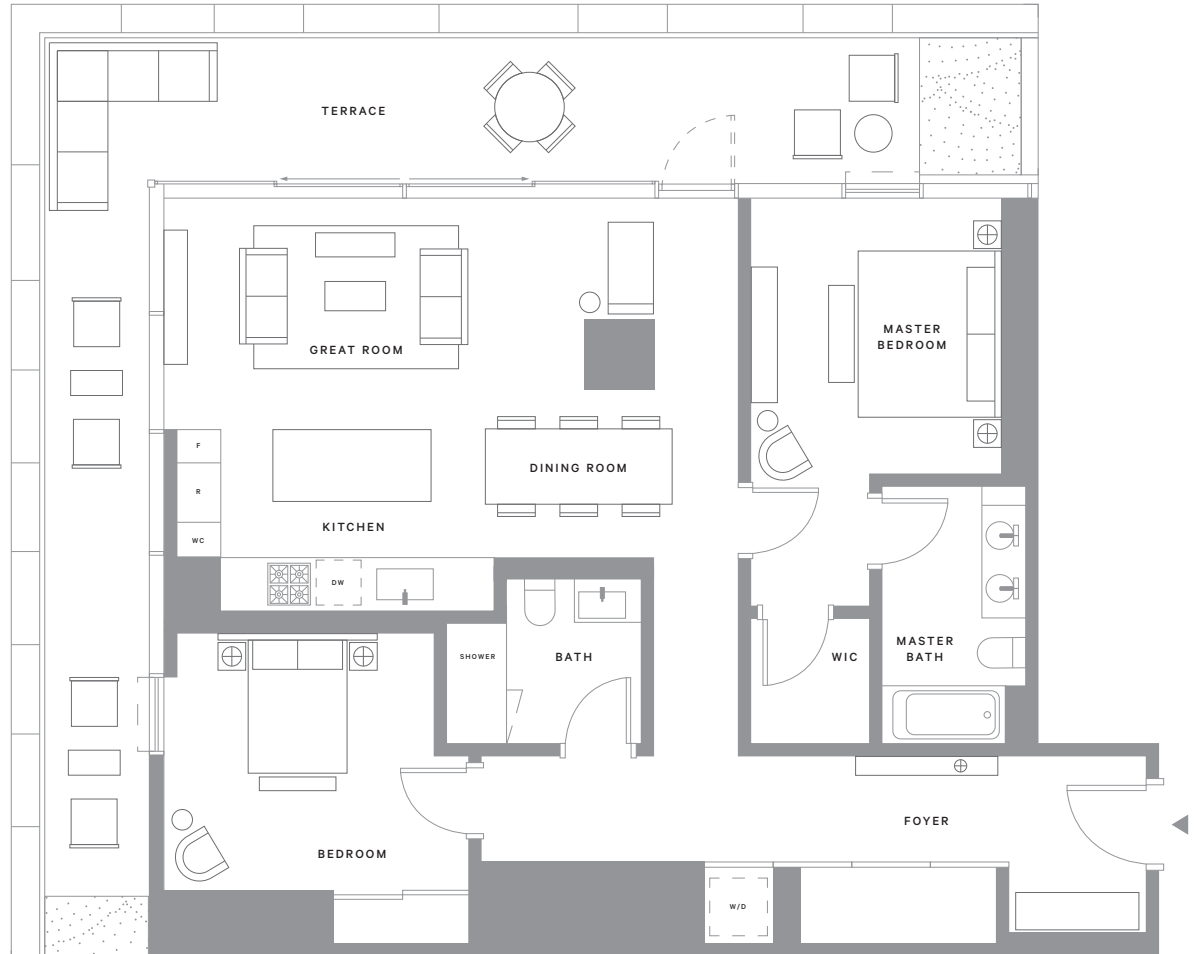 TERRACE
MASTER
BEDROOM
GREAT ROOM
F
DINING ROOM
R
KITCHEN
WC
DW
SHOWER
BATH
MASTER
BATH
WIC
FOYER
BEDROOM
W/D